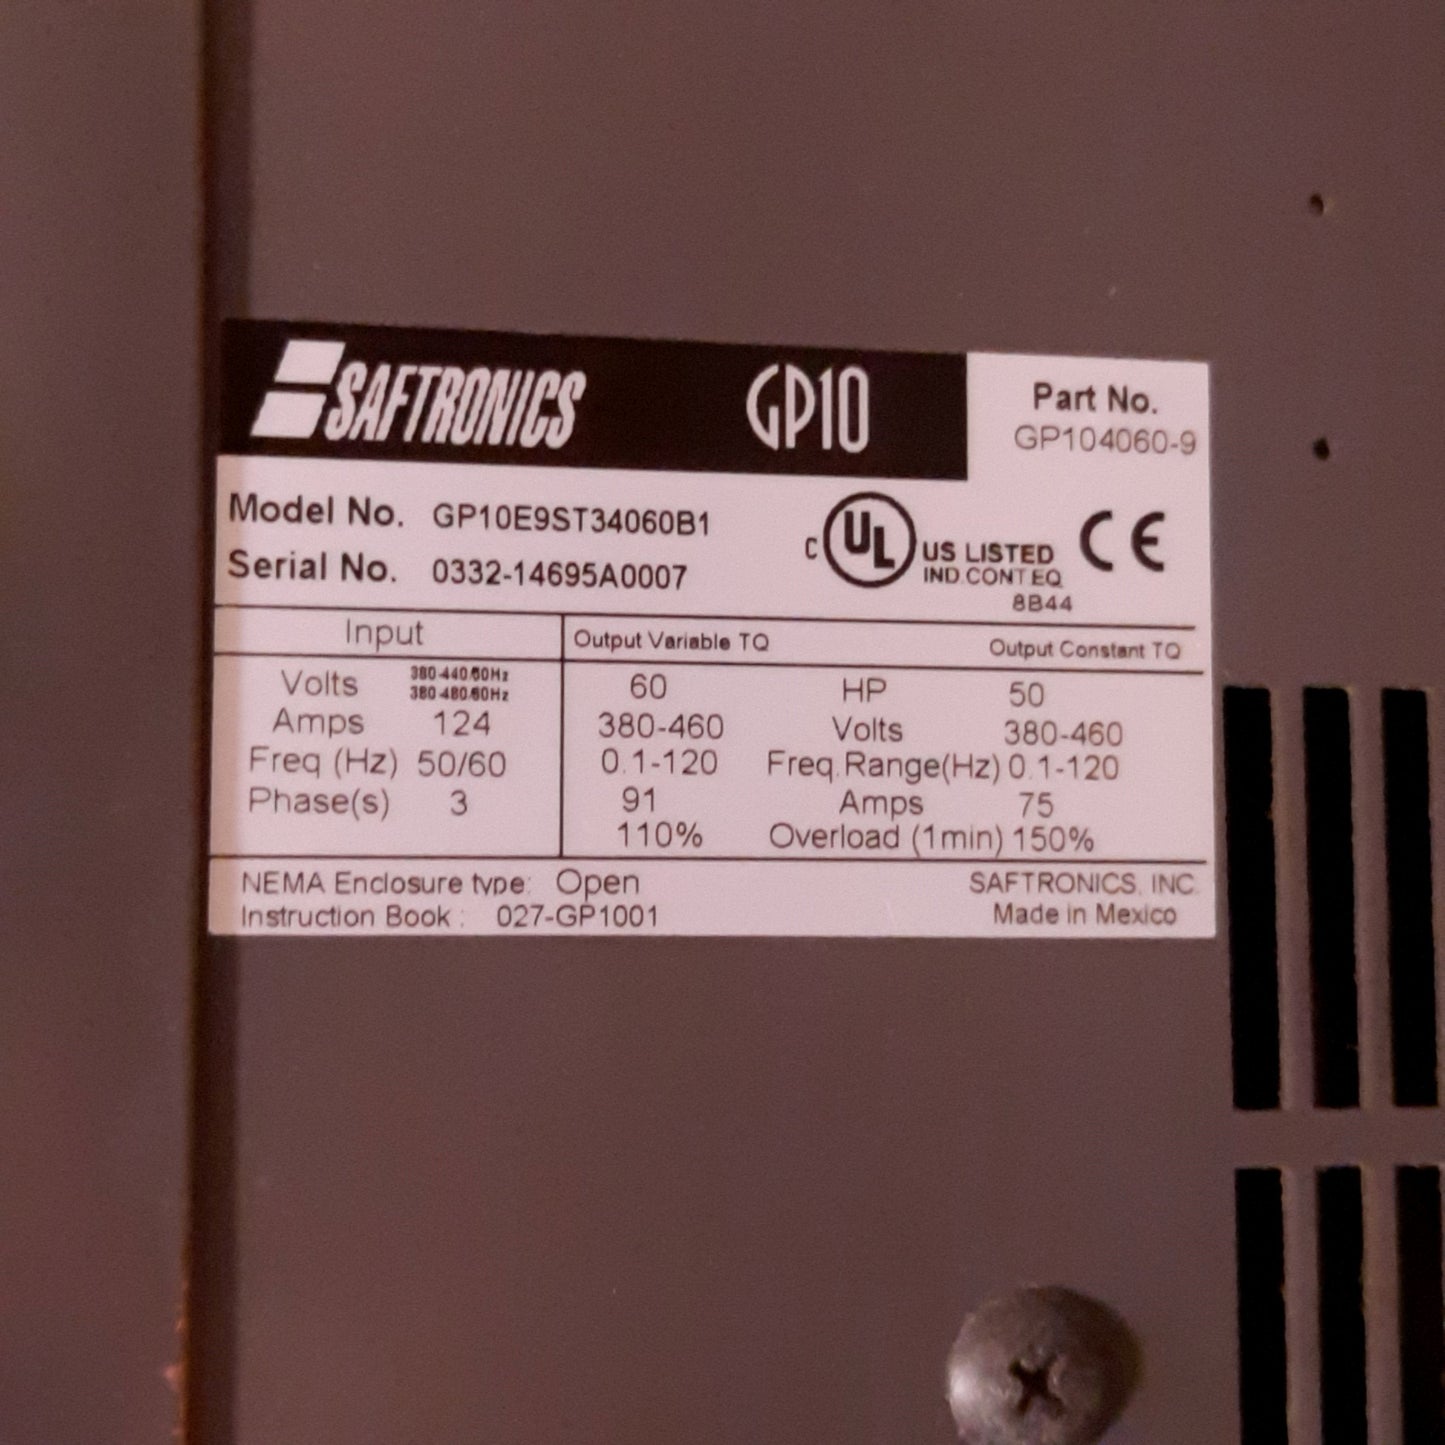 SAFTRONICS GP10
Part No.
GP104060-9
Model No. GP10E9ST34060B1
Serial No. 0332-14695A0007
C UL US LISTED CE
IND.CONT.EQ
8B44
Input Output Variable TQ Output Constant TQ
Volts 380-440/50Hz
380-480/60Hz
60 HP 50
Amps 124 380-460 Volts 380-460
Freq (Hz) 50/60 0.1-120 Freq.Range(Hz) 0.1-120
Phase(s) 3 91 Amps 75
110% Overload (1min) 150%
NEMA Enclosure type: Open SAFTRONICS, INC.
Instruction Book : 027-GP1001 Made in Mexico